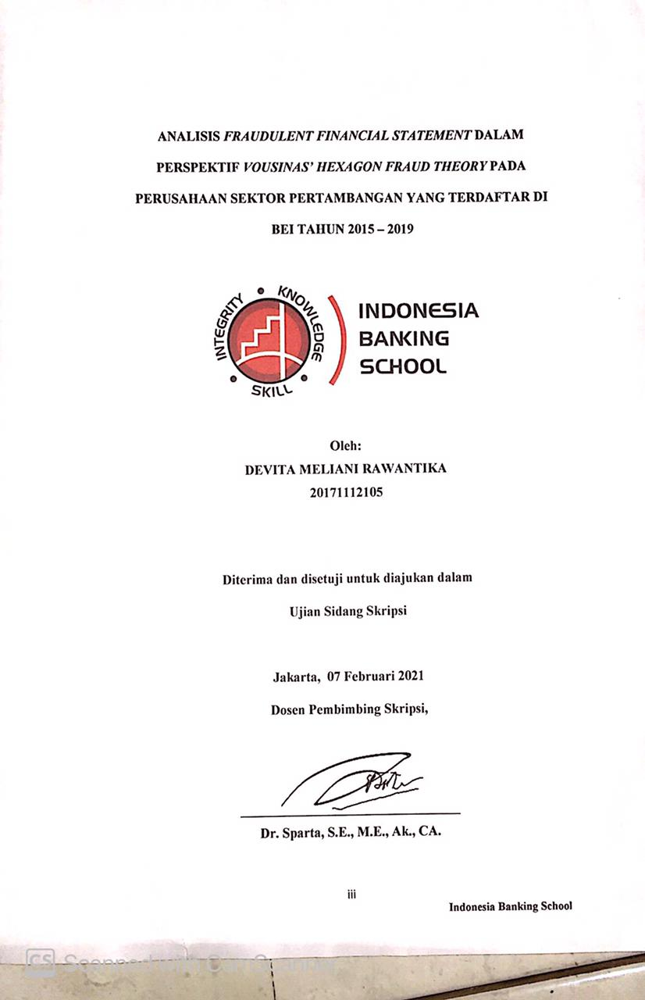 ANALISIS FRAUDULENT FINANCIAL STATEMENT DALAM
PERSPEKTIF VOUSINAS’ HEXAGON FRAUD THEORY PADA
PERUSAHAAN SEKTOR PERTAMBANGAN YANG TERDAFTAR DI
BEI TAHUN 2015 – 2019
INTEGRITY • KNOWLEDGE • SKILL •
INDONESIA
BANKING
SCHOOL
Oleh:
DEVITA MELIANI RAWANTIKA
20171112105
Diterima dan disetuji untuk diajukan dalam
Ujian Sidang Skripsi
Jakarta, 07 Februari 2021
Dosen Pembimbing Skripsi,
Dr. Sparta, S.E., M.E., Ak., CA.
iii
Indonesia Banking School
CS Scanned with CamScanner